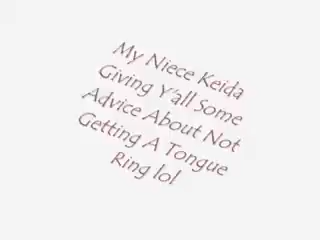 My Niece Keida
Giving Y'all Some
Advice About Not
Getting A Tongue
Ring lol